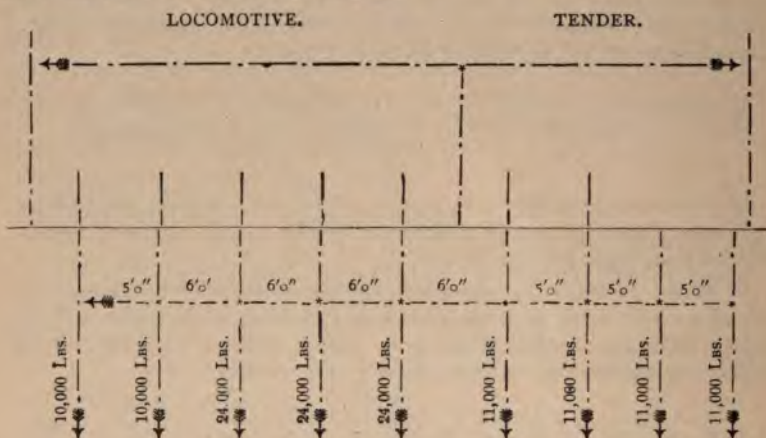 LOCOMOTIVE. TENDER.
5'0" 6'0' 6'0" 6'0" 6'0" 5'0" 5'0" 5'0"
10,000 LBS. 10,000 LBS. 24,000 LBS. 24,000 LBS. 24,000 LBS. 11,000 LBS. 11,000 LBS. 11,000 LBS. 11,000 LBS.